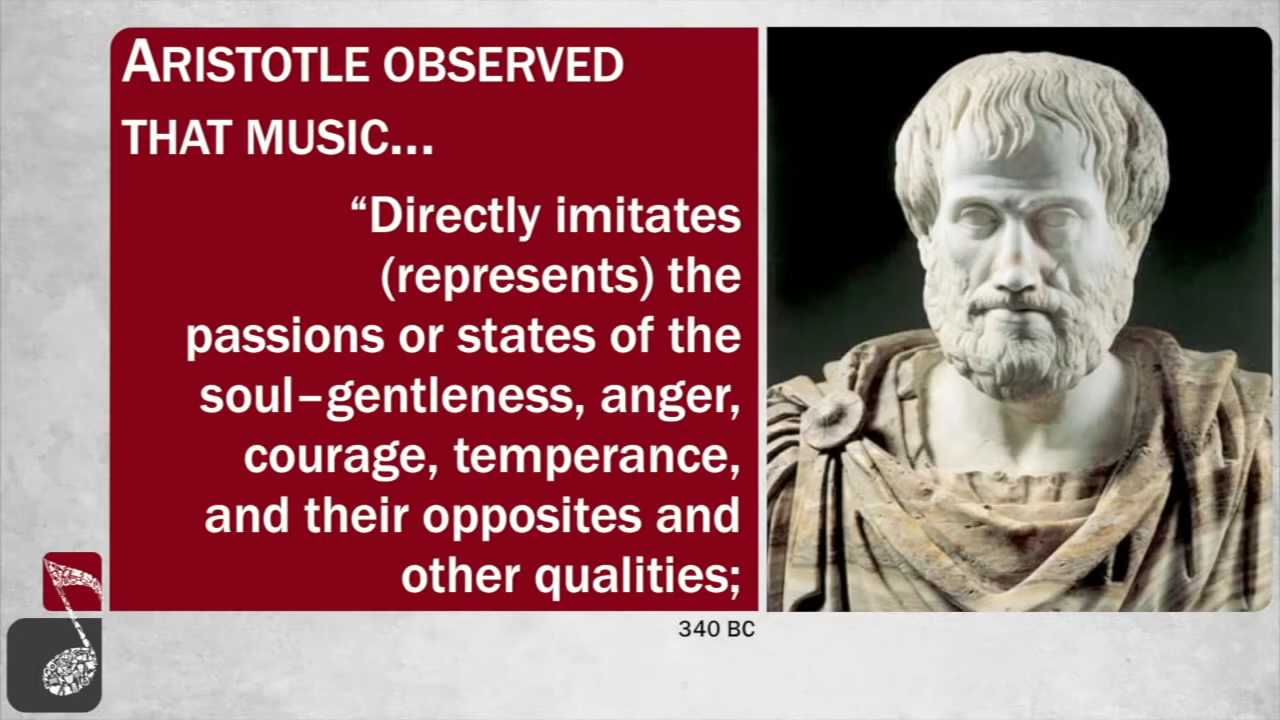 ARISTOTLE OBSERVED
THAT MUSIC...
“Directly imitates
(represents) the
passions or states of the
soul–gentleness, anger,
courage, temperance,
and their opposites and
other qualities;
340 BC